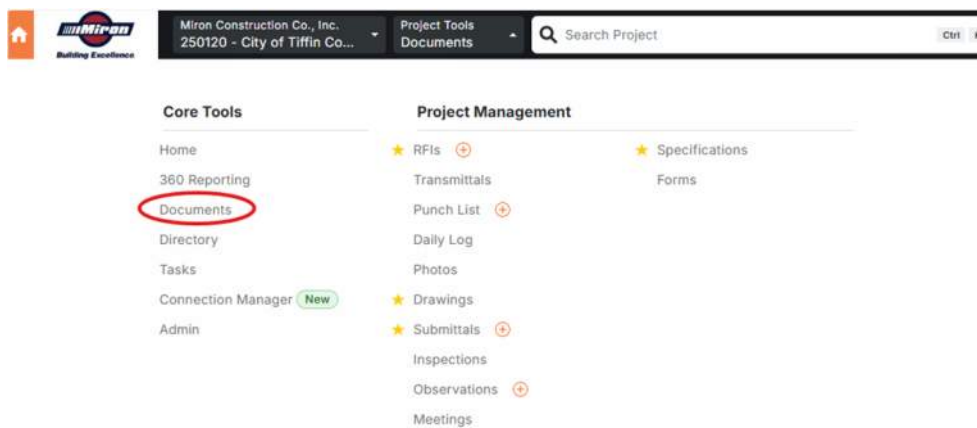 Miron
Building Excellence
Miron Construction Co., Inc.
250120 - City of Tiffin Co...
Project Tools
Documents
Search Project
Ctrl
Core Tools
Home
360 Reporting
Documents
Directory
Tasks
Connection Manager New
Admin
Project Management
RFIs
Transmittals
Punch List
Daily Log
Photos
Drawings
Submittals
Inspections
Observations
Meetings
Specifications
Forms